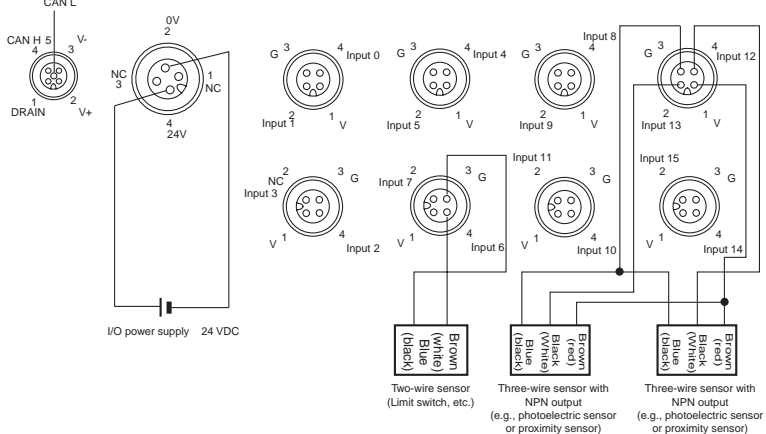 CAN L
CAN H 5
4
3
V-
1
DRAIN
2
V+
0V
2
NC
3
1
NC
4
24V
I/O power supply 24 VDC
G 3
4 Input 0
2
Input 1
1
V
G 3
4 Input 4
2
Input 5
1
V
G 3
4
2
Input 9
1
V
Input 8
G 3
4
Input 12
2
Input 13
1
V
NC 2
Input 3
3 G
V 1
4
Input 2
2
Input 7
3 G
V 1
4
Input 6
Input 11
2
3 G
V 1
4
Input 10
Input 15
2
3 G
V 1
4
Input 14
Brown
(white)
Blue
(black)
Brown
(red)
Black
(White)
Blue
(black)
Brown
(red)
Black
(White)
Blue
(black)
Two-wire sensor
(Limit switch, etc.)
Three-wire sensor with
NPN output
(e.g., photoelectric sensor
or proximity sensor)
Three-wire sensor with
NPN output
(e.g., photoelectric sensor
or proximity sensor)